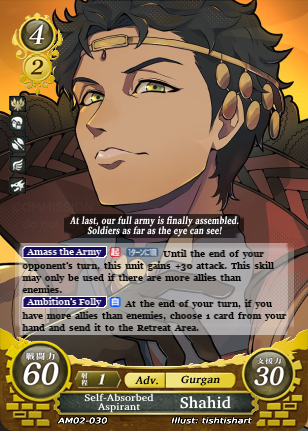 4
2
At last, our full army is finally assembled.
Soldiers as far as the eye can see!
Amass the Army 起 1ターンに1回 Until the end of your
opponent's turn, this unit gains +30 attack. This skill
may only be used if there are more allies than
enemies.
Ambition's Folly 自 At the end of your turn, if you
have more allies than enemies, choose 1 card from your
hand and send it to the Retreat Area.
戦闘力
60
射程 1
Adv.
Gurgan
支援力
30
Self-Absorbed
Aspirant
Shahid
AM02-030
Illust: tishtishart